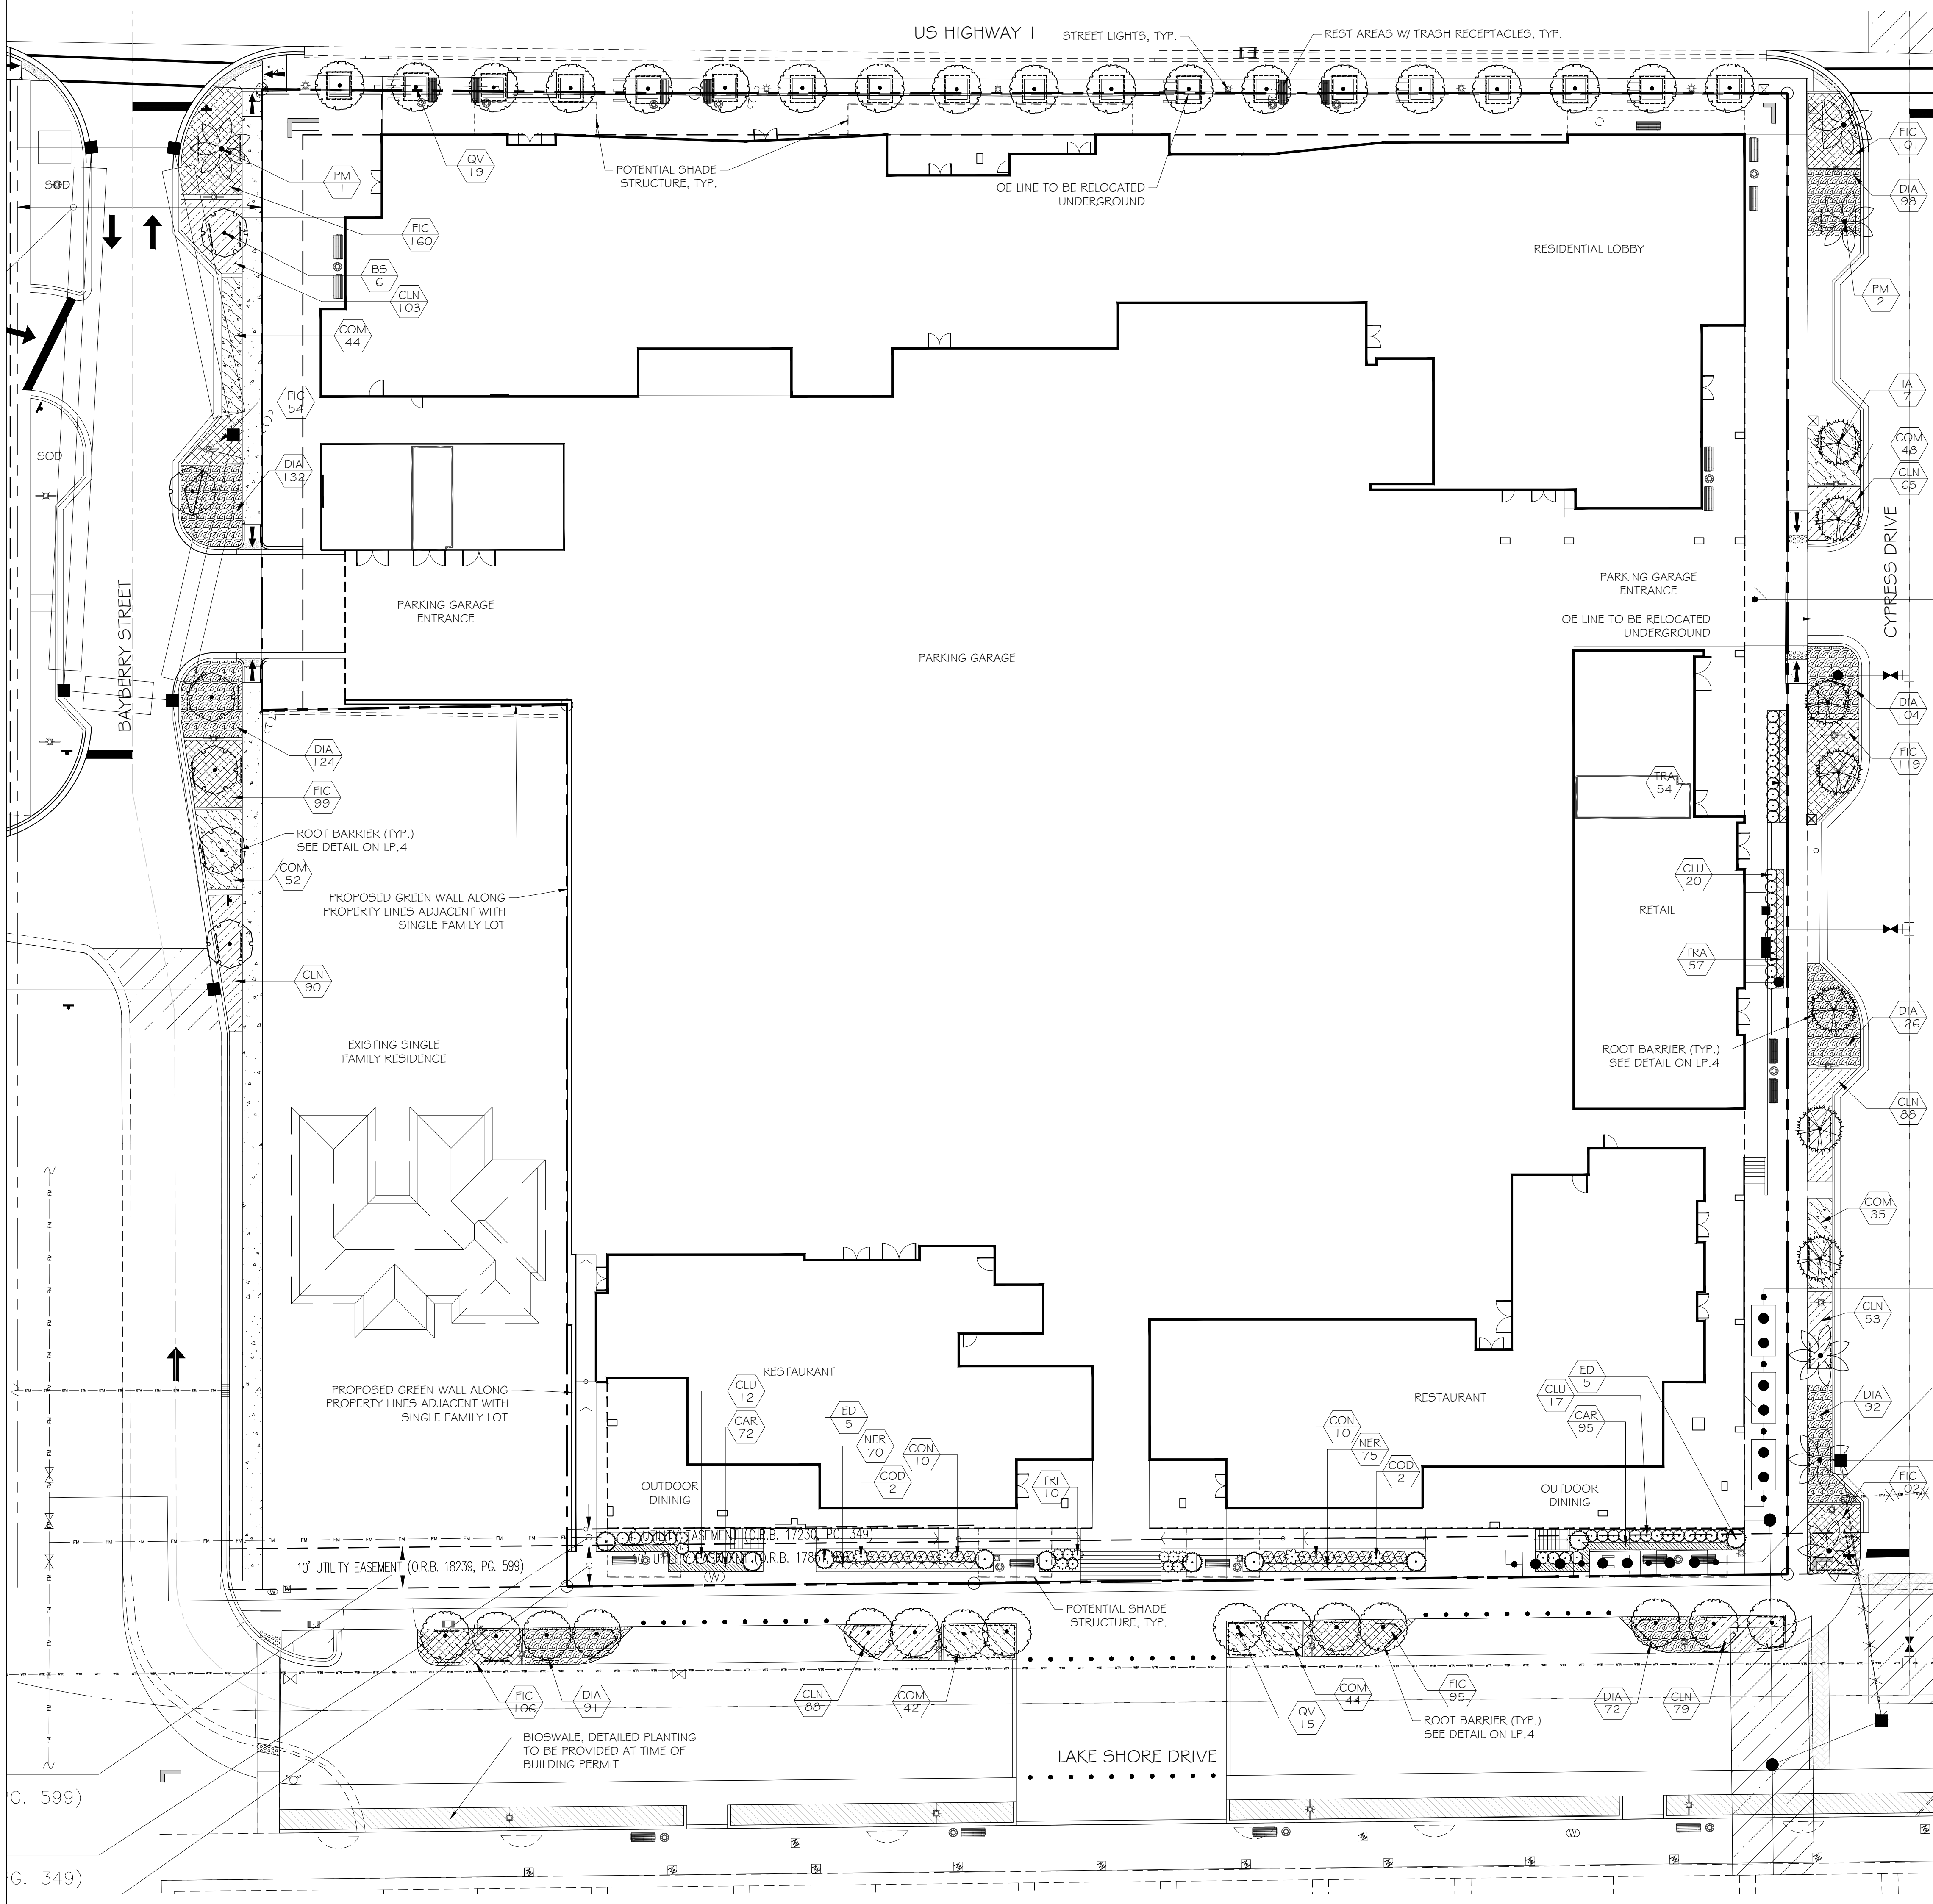 US HIGHWAY 1
STREET LIGHTS, TYP.
REST AREAS W/ TRASH RECEPTACLES, TYP.
QV
19
PM
1
FIC
160
BS
6
CLN
103
COM
44
FIC
54
DIA
132
SOD
SOD
POTENTIAL SHADE
STRUCTURE, TYP.
OE LINE TO BE RELOCATED
UNDERGROUND
RESIDENTIAL LOBBY
FIC
101
DIA
98
PM
2
IA
7
COM
48
CLN
65
CYPRESS DRIVE
BAYBERRY STREET
PARKING GARAGE
ENTRANCE
PARKING GARAGE
PARKING GARAGE
ENTRANCE
OE LINE TO BE RELOCATED
UNDERGROUND
DIA
104
FIC
119
DIA
124
FIC
99
ROOT BARRIER (TYP.)
SEE DETAIL ON LP.4
COM
52
PROPOSED GREEN WALL ALONG
PROPERTY LINES ADJACENT WITH
SINGLE FAMILY LOT
CLN
90
TRA
54
CLU
20
RETAIL
TRA
57
DIA
126
ROOT BARRIER (TYP.)
SEE DETAIL ON LP.4
CLN
88
EXISTING SINGLE
FAMILY RESIDENCE
COM
35
CLN
53
DIA
92
FIC
102
PROPOSED GREEN WALL ALONG
PROPERTY LINES ADJACENT WITH
SINGLE FAMILY LOT
RESTAURANT
CLU
12
CAR
72
ED
5
NER
70
CON
10
COD
2
TRI
10
OUTDOOR
DINING
RESTAURANT
CON
10
NER
75
COD
2
CLU
17
ED
5
CAR
95
OUTDOOR
DINING
UTILITY EASEMENT (O.R.B. 17230, PG. 349)
10' UTILITY EASEMENT (O.R.B. 18239, PG. 599)
POTENTIAL SHADE
STRUCTURE, TYP.
FIC
106
DIA
91
CLN
88
COM
42
QV
15
COM
44
FIC
95
ROOT BARRIER (TYP.)
SEE DETAIL ON LP.4
DIA
72
CLN
79
BIOSWALE, DETAILED PLANTING
TO BE PROVIDED AT TIME OF
BUILDING PERMIT
LAKE SHORE DRIVE
PG. 599)
PG. 349)